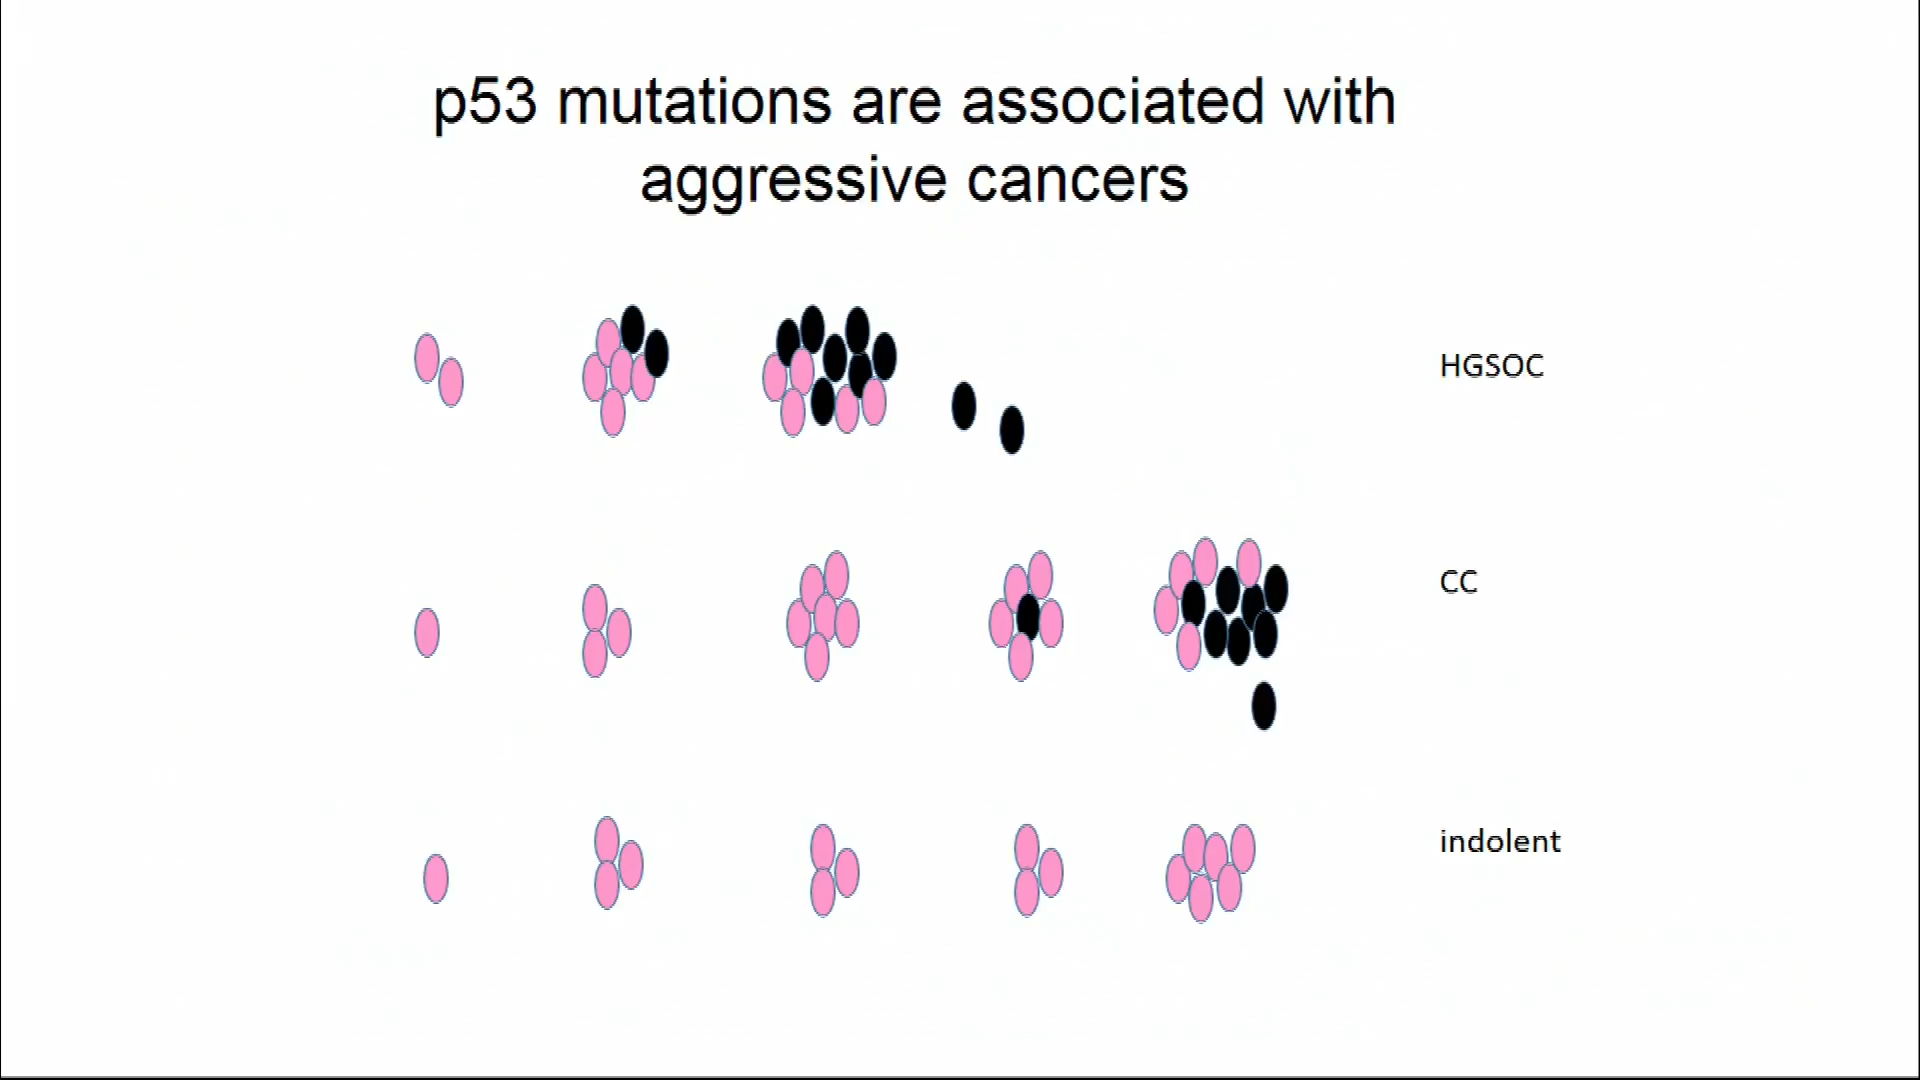 p53 mutations are associated with
aggressive cancers
HGSOC
CC
indolent